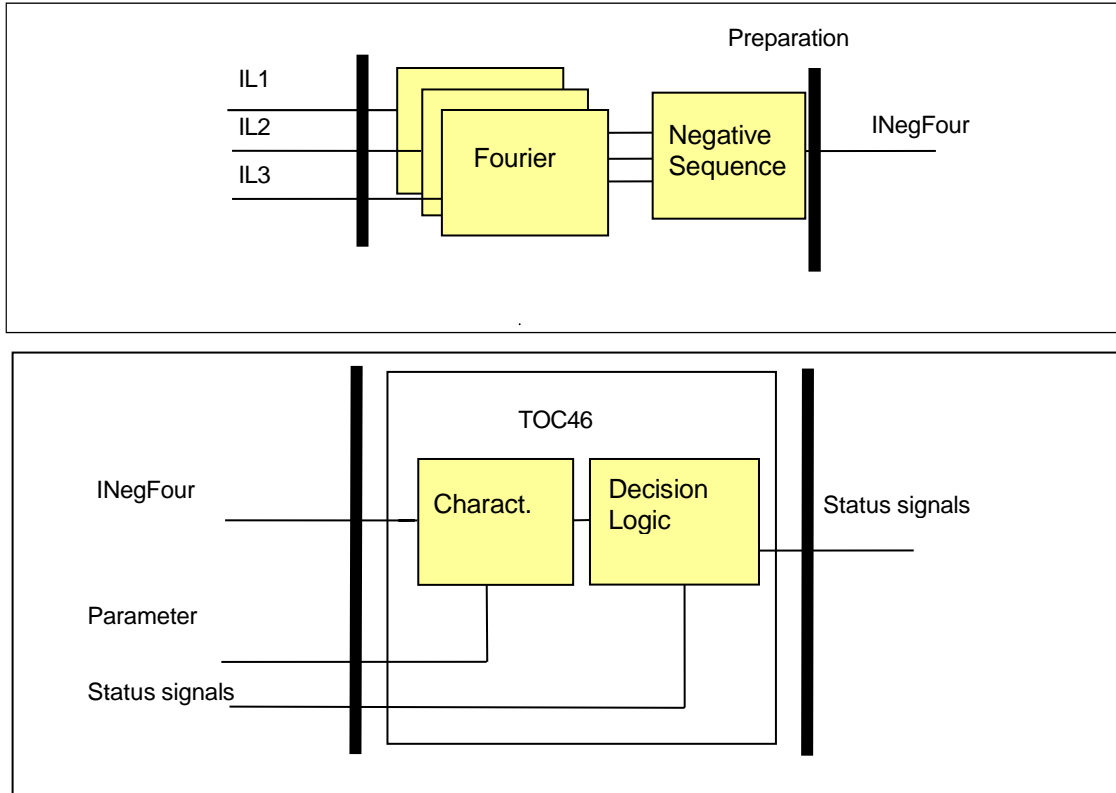 Preparation
IL1
IL2
IL3
Fourier
Negative
Sequence
INegFour
TOC46
INegFour
Charact.
Decision
Logic
Status signals
Parameter
Status signals